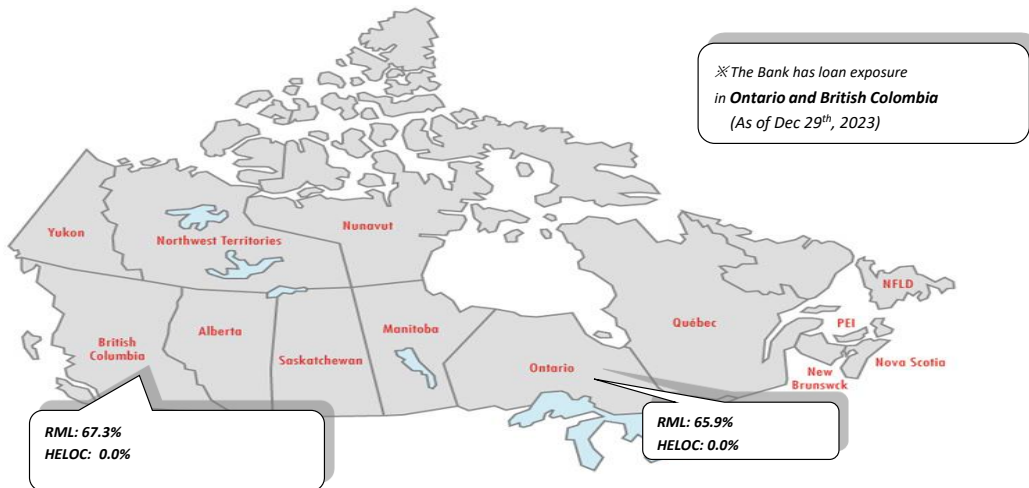 ※ The Bank has loan exposure
in Ontario and British Colombia
(As of Dec 29th, 2023)
Yukon
Northwest Territories
Nunavut
NFLD
British
Columbia
Alberta
Saskatchewan
Manitoba
Ontario
Québec
PEI
Nova Scotia
New
Brunswck
RML: 67.3%
HELOC: 0.0%
RML: 65.9%
HELOC: 0.0%